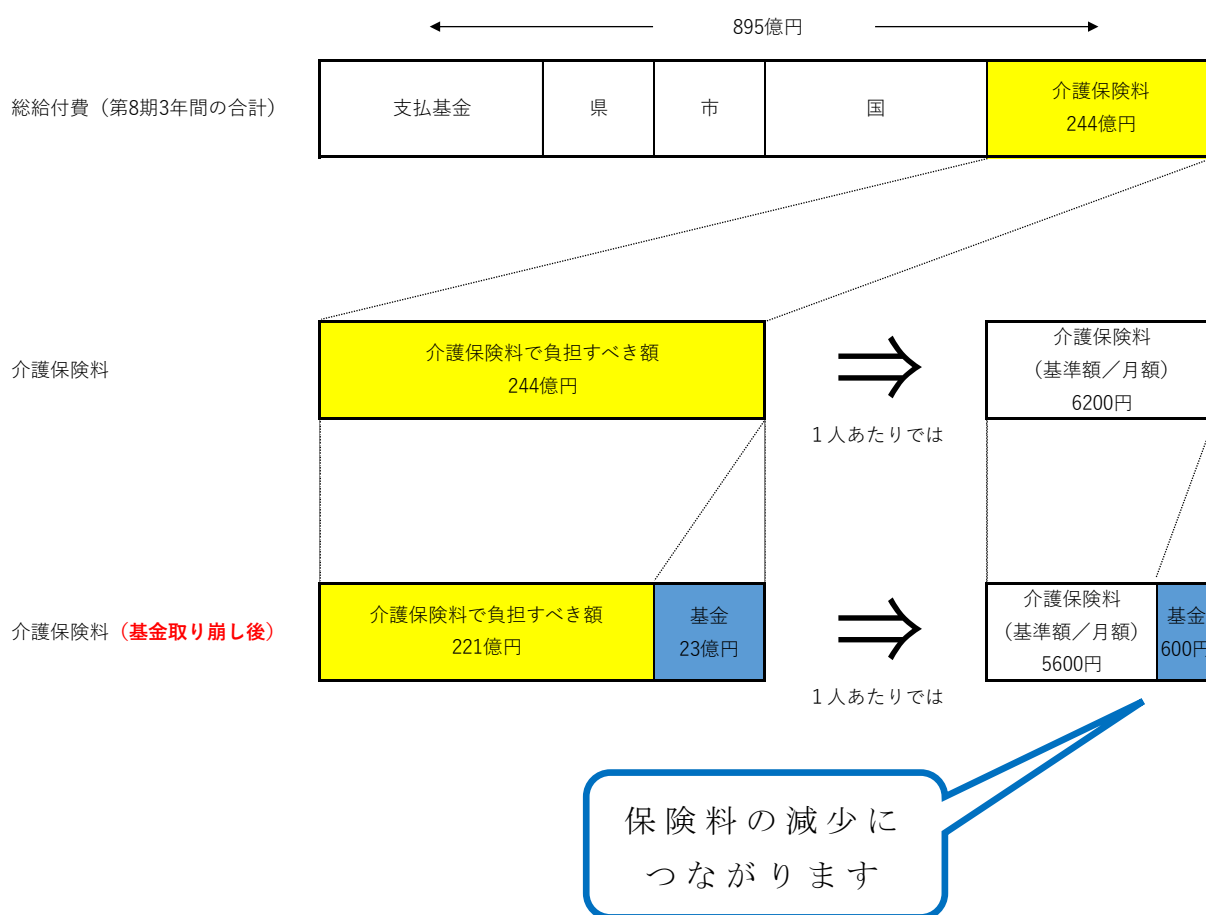 895億円
総給付費（第8期3年間の合計）
支払基金
県
市
国
介護保険料
244億円
介護保険料
介護保険料で負担すべき額
244億円
１人あたりでは
介護保険料
（基準額／月額）
6200円
介護保険料（基金取り崩し後）
介護保険料で負担すべき額
221億円
基金
23億円
１人あたりでは
介護保険料
（基準額／月額）
5600円
基金
600円
保険料の減少に
つながります